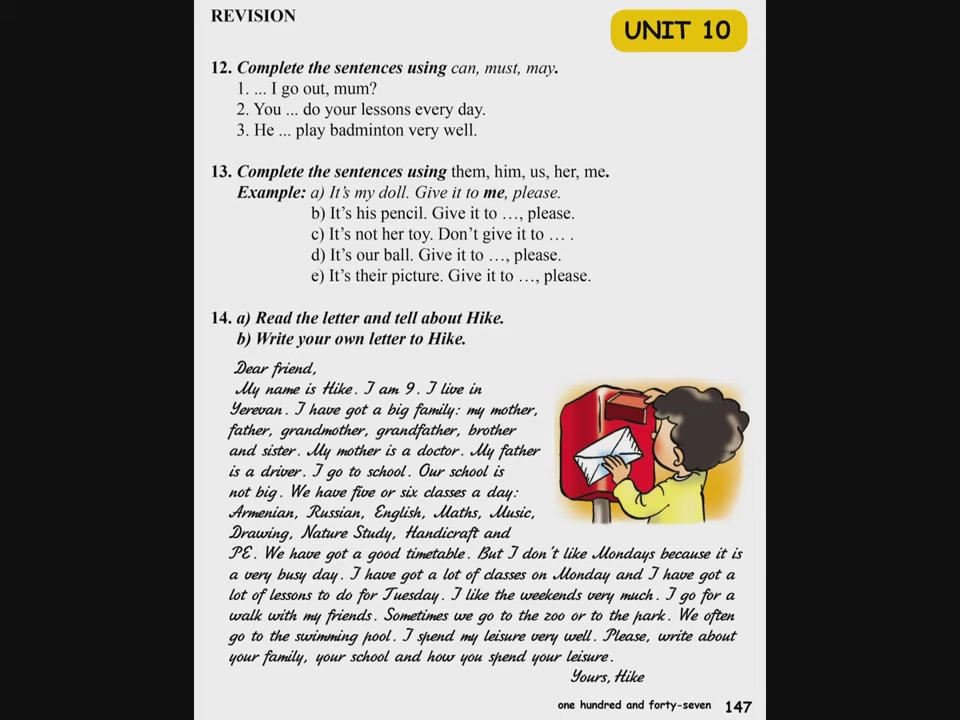 REVISION
UNIT 10
12. Complete the sentences using can, must, may.
1. ... I go out, mum?
2. You ... do your lessons every day.
3. He ... play badminton very well.
13. Complete the sentences using them, him, us, her, me.
Example: a) It's my doll. Give it to me, please.
b) It's his pencil. Give it to ..., please.
c) It's not her toy. Don't give it to ... .
d) It's our ball. Give it to ..., please.
e) It's their picture. Give it to ..., please.
14. a) Read the letter and tell about Hike.
b) Write your own letter to Hike.
Dear friend,
My name is Hike. I am 9. I live in
Yerevan. I have got a big family: my mother,
father, grandmother, grandfather, brother
and sister. My mother is a doctor. My father
is a driver. I go to school. Our school is
not big. We have five or six classes a day:
Armenian, Russian, English, Maths, Music,
Drawing, Nature Study, Handicraft and
PE. We have got a good timetable. But I don't like Mondays because it is
a very busy day. I have got a lot of classes on Monday and I have got a
lot of lessons to do for Tuesday. I like the weekends very much. I go for a
walk with my friends. Sometimes we go to the zoo or to the park. We often
go to the swimming pool. I spend my leisure very well. Please, write about
your family, your school and how you spend your leisure.
Yours, Hike
one hundred and forty-seven 147